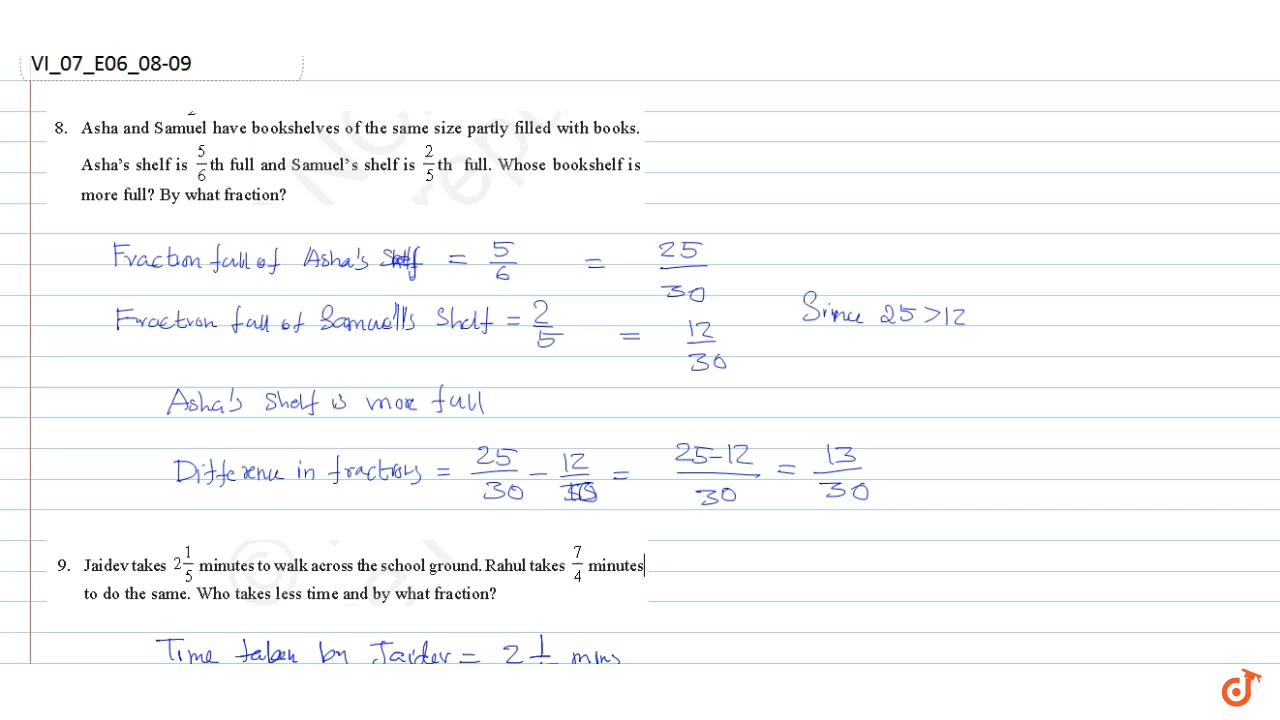 VI_07_E06_08-09
8. Asha and Samuel have bookshelves of the same size partly filled with books.
Asha's shelf is 5/6 th full and Samuel's shelf is 2/5 th full. Whose bookshelf is
more full? By what fraction?
Fraction full of Asha's Shelf = 5/6 = 25/30
Fraction full of Samuel's Shelf = 2/5 = 12/30 Since 25 > 12
Asha's Shelf is more full
Difference in fractions = 25/30 - 12/30 = 25-12/30 = 13/30
9. Jaidev takes 2 1/5 minutes to walk across the school ground. Rahul takes 7/4 minutes
to do the same. Who takes less time and by what fraction?
Time taken by Jaidev = 2 1/ mins